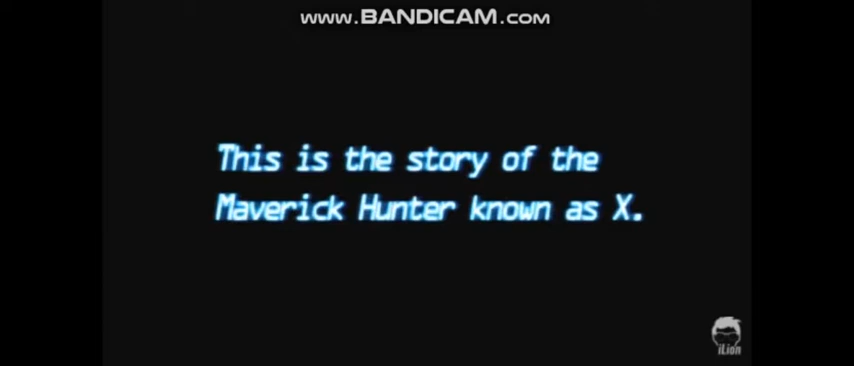 www.BANDICAM.com
This is the story of the
Maverick Hunter known as X.
iLion